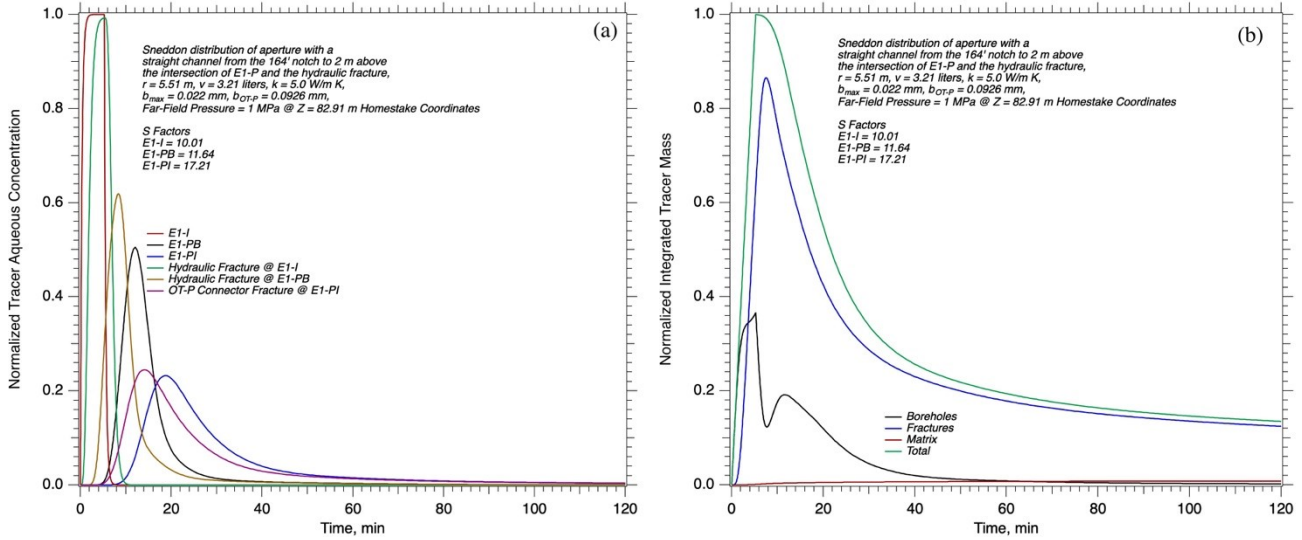 (a)
Normalized Tracer Aqueous Concentration
1.0
0.8
0.6
0.4
0.2
0.0
Sneddon distribution of aperture with a
straight channel from the 164' notch to 2 m above
the intersection of E1-P and the hydraulic fracture,
r = 5.51 m, v = 3.21 liters, k = 5.0 W/m K,
b_max = 0.022 mm, b_OT-P = 0.0926 mm,
Far-Field Pressure = 1 MPa @ Z = 82.91 m Homestake Coordinates
S Factors
E1-I = 10.01
E1-PB = 11.64
E1-PI = 17.21
E1-I
E1-PB
E1-PI
Hydraulic Fracture @ E1-I
Hydraulic Fracture @ E1-PB
OT-P Connector Fracture @ E1-PI
0 20 40 60 80 100 120
Time, min
(b)
Normalized Integrated Tracer Mass
1.0
0.8
0.6
0.4
0.2
0.0
Sneddon distribution of aperture with a
straight channel from the 164' notch to 2 m above
the intersection of E1-P and the hydraulic fracture,
r = 5.51 m, v = 3.21 liters, k = 5.0 W/m K,
b_max = 0.022 mm, b_OT-P = 0.0926 mm,
Far-Field Pressure = 1 MPa @ Z = 82.91 m Homestake Coordinates
S Factors
E1-I = 10.01
E1-PB = 11.64
E1-PI = 17.21
Boreholes
Fractures
Matrix
Total
0 20 40 60 80 100 120
Time, min